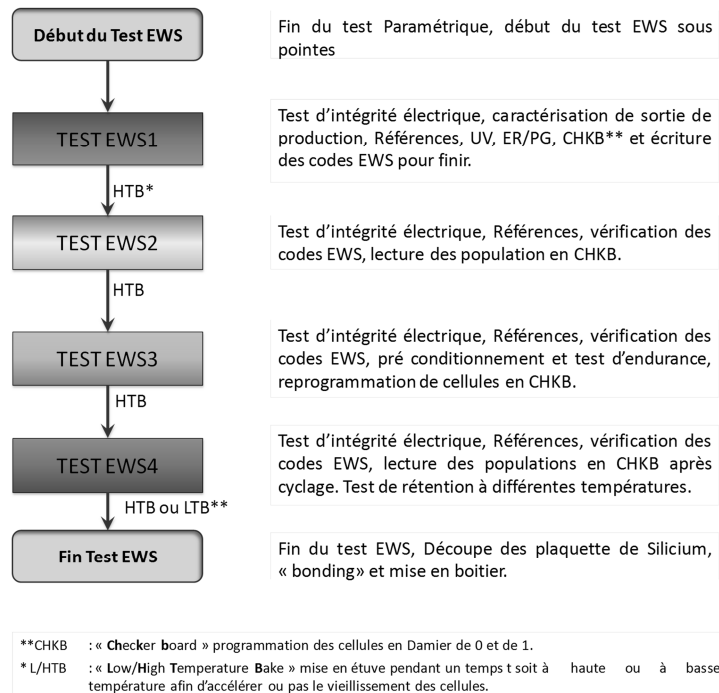 Début du Test EWS
Fin du test Paramétrique, début du test EWS sous
pointes
TEST EWS1
Test d'intégrité électrique, caractérisation de sortie de
production, Références, UV, ER/PG, CHKB** et écriture
des codes EWS pour finir.
HTB*
TEST EWS2
Test d'intégrité électrique, Références, vérification des
codes EWS, lecture des population en CHKB.
HTB
TEST EWS3
Test d'intégrité électrique, Références, vérification des
codes EWS, pré conditionnement et test d'endurance,
reprogrammation de cellules en CHKB.
HTB
TEST EWS4
Test d'intégrité électrique, Références, vérification des
codes EWS, lecture des populations en CHKB après
cyclage. Test de rétention à différentes températures.
HTB ou LTB**
Fin Test EWS
Fin du test EWS, Découpe des plaquette de Silicium,
« bonding» et mise en boitier.
**CHKB : « Checker board » programmation des cellules en Damier de 0 et de 1.
* L/HTB : « Low/High Temperature Bake » mise en étuve pendant un temps t soit à haute ou à basse
température afin d'accélérer ou pas le vieillissement des cellules.